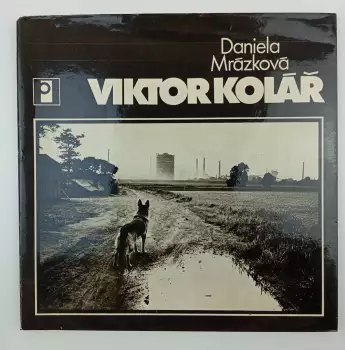 Daniela
Mrázková
VIKTOR KOLÁŘ